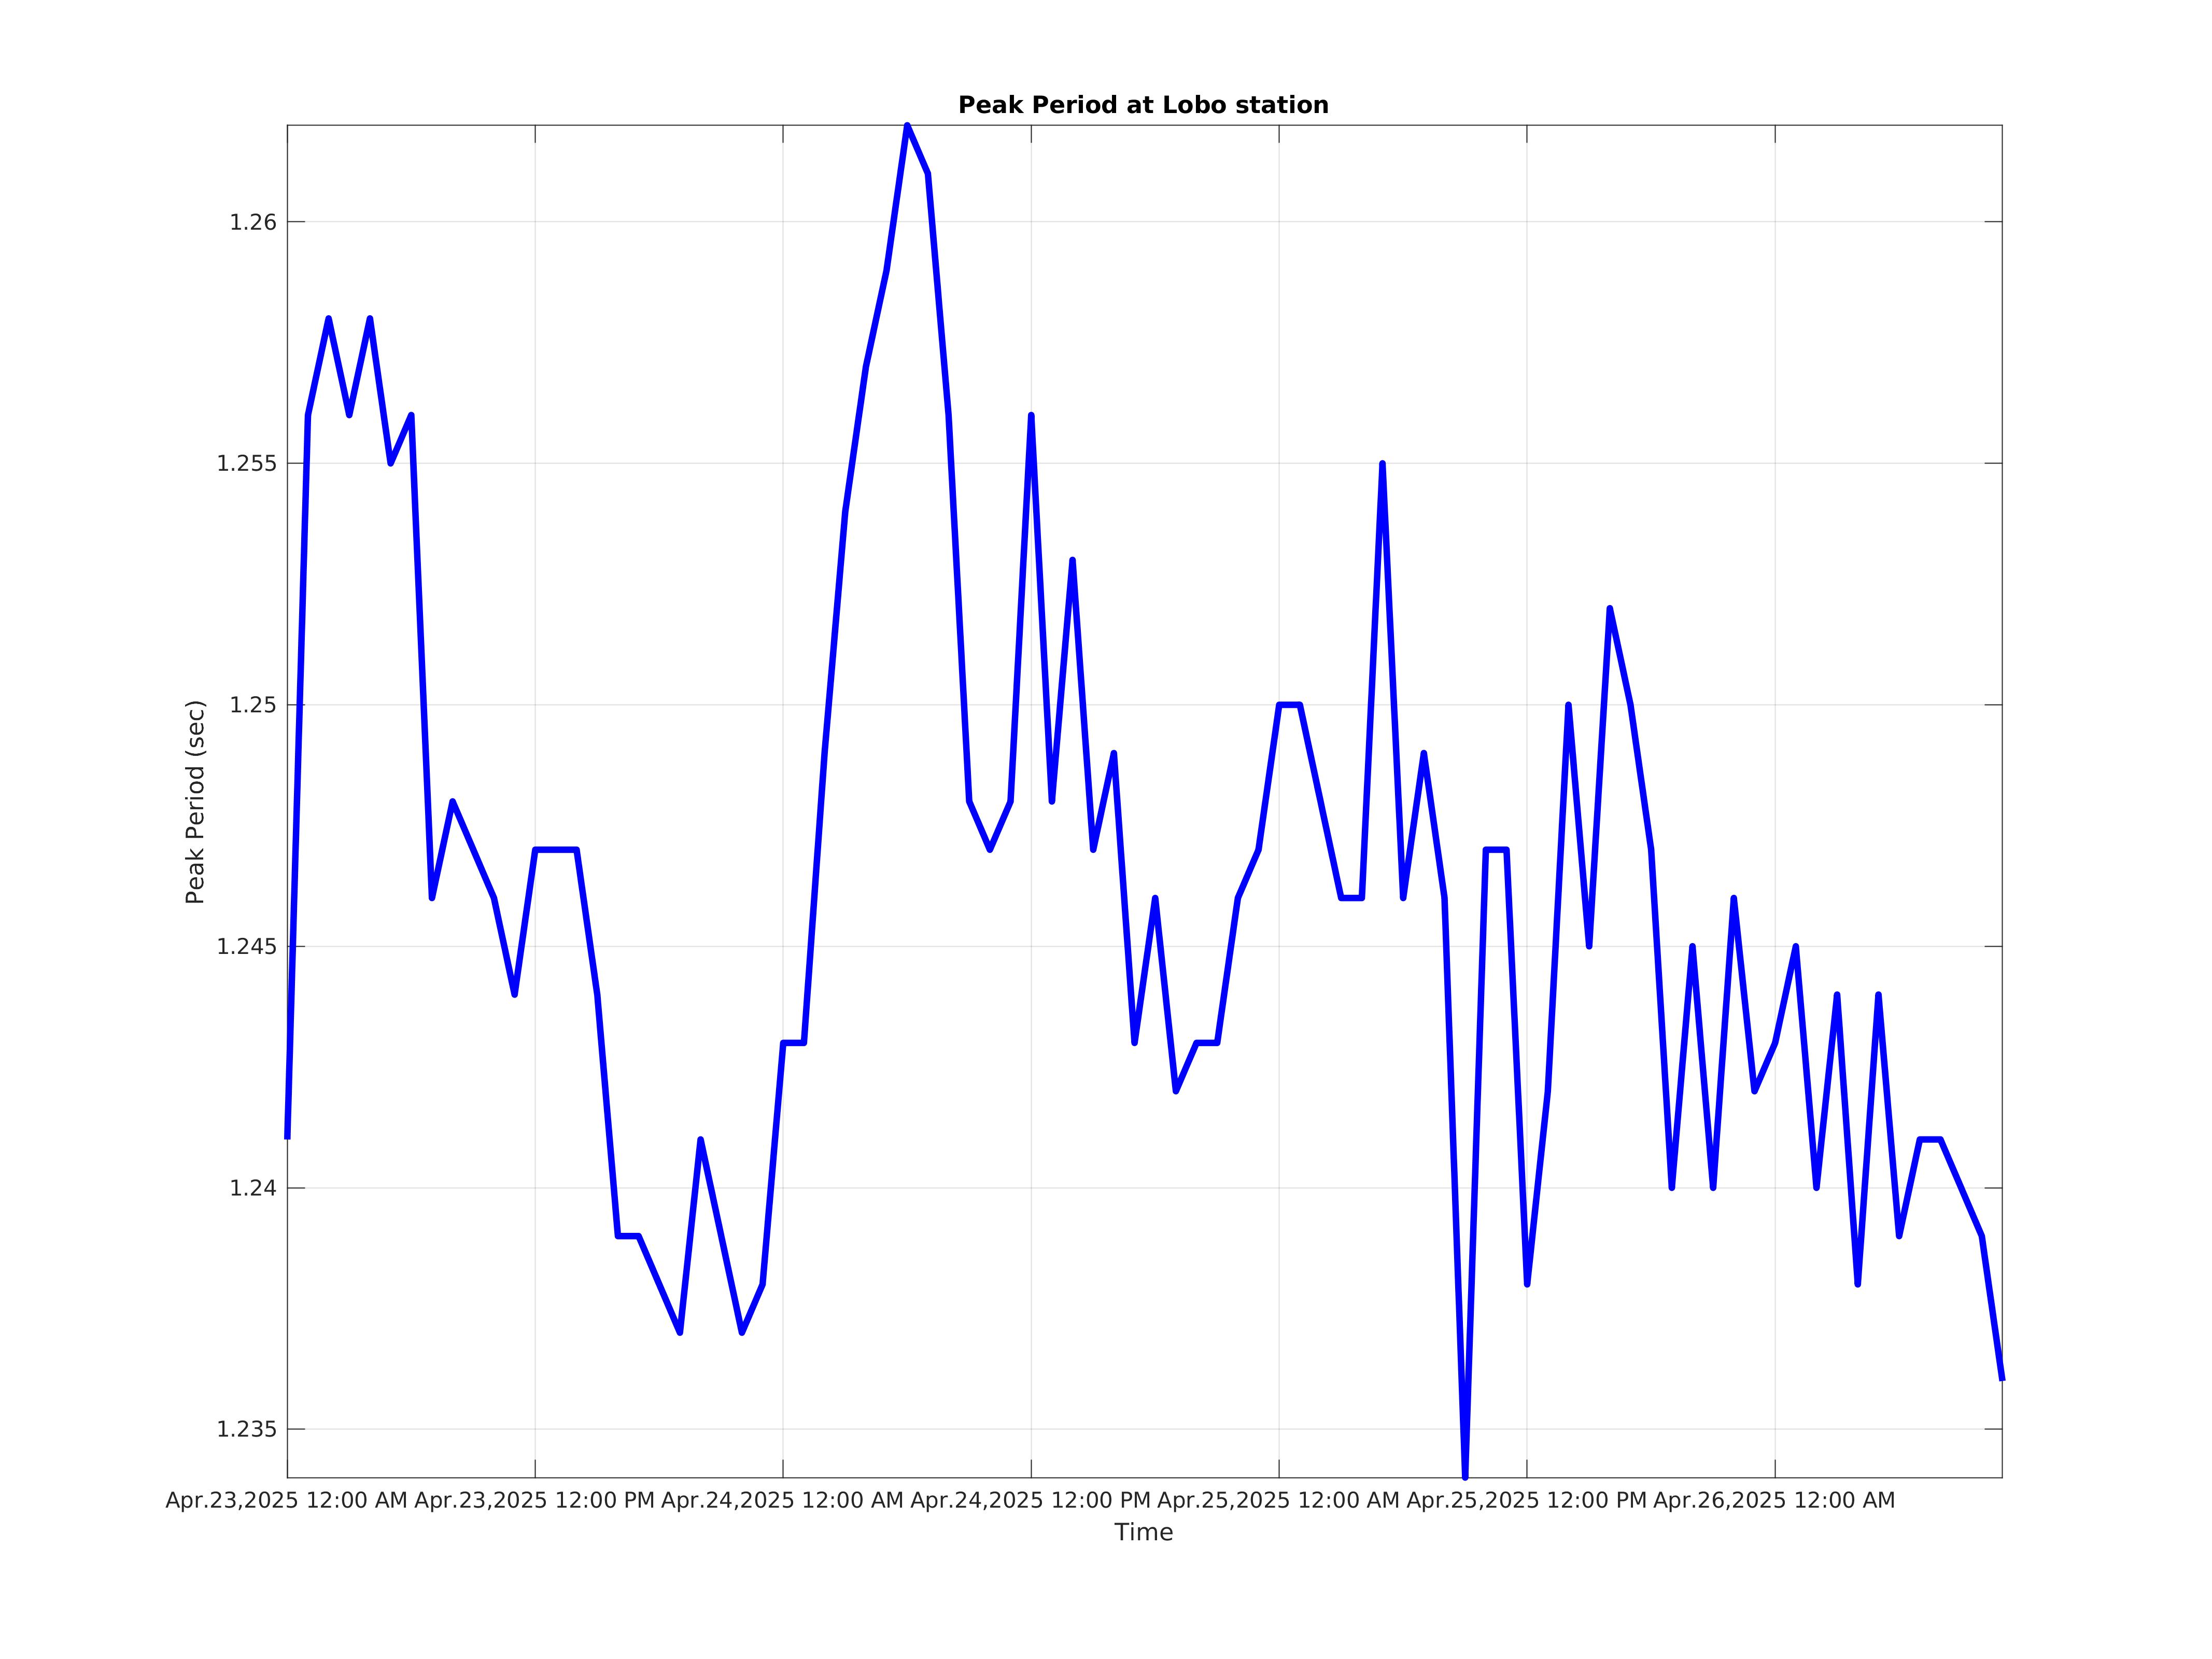 Peak Period at Lobo station
1.26
1.255
1.25
1.245
1.24
1.235
Peak Period (sec)
Apr.23,2025 12:00 AM Apr.23,2025 12:00 PM Apr.24,2025 12:00 AM Apr.24,2025 12:00 PM Apr.25,2025 12:00 AM Apr.25,2025 12:00 PM Apr.26,2025 12:00 AM
Time